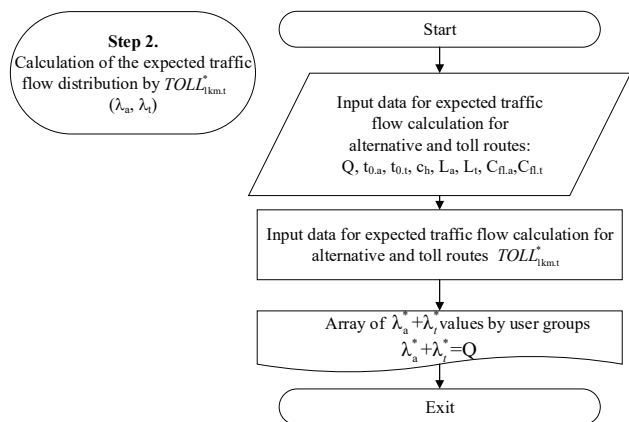 Step 2.
Calculation of the expected traffic
flow distribution by TOLL*1km.t
(λa, λt)
Start
Input data for expected traffic
flow calculation for
alternative and toll routes:
Q, t0.a, t0.t, ch, La, Lt, Cfl.a,Cfl.t
Input data for expected traffic flow calculation for
alternative and toll routes TOLL*1km.t
Array of λ*a+λ*t values by user groups
λ*a+λ*t=Q
Exit